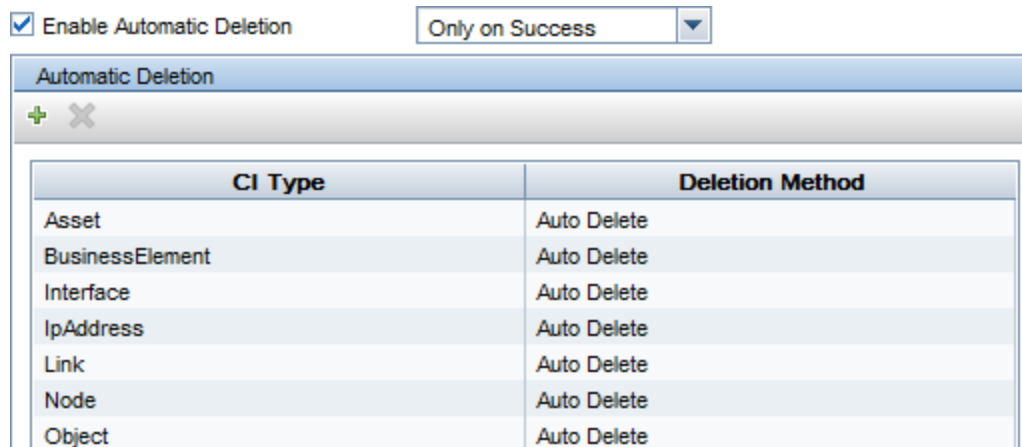 Enable Automatic Deletion Only on Success
Automatic Deletion
CI Type Deletion Method
Asset Auto Delete
BusinessElement Auto Delete
Interface Auto Delete
IpAddress Auto Delete
Link Auto Delete
Node Auto Delete
Object Auto Delete